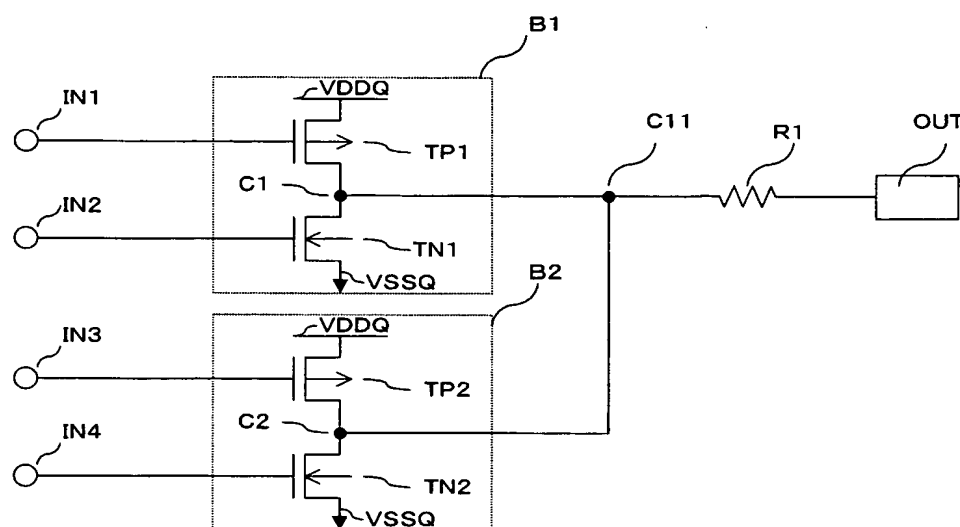 B1
VDDQ
IN1
TP1
C1
C11
R1
OUT
IN2
TN1
VSSQ
B2
VDDQ
IN3
TP2
C2
IN4
TN2
VSSQ